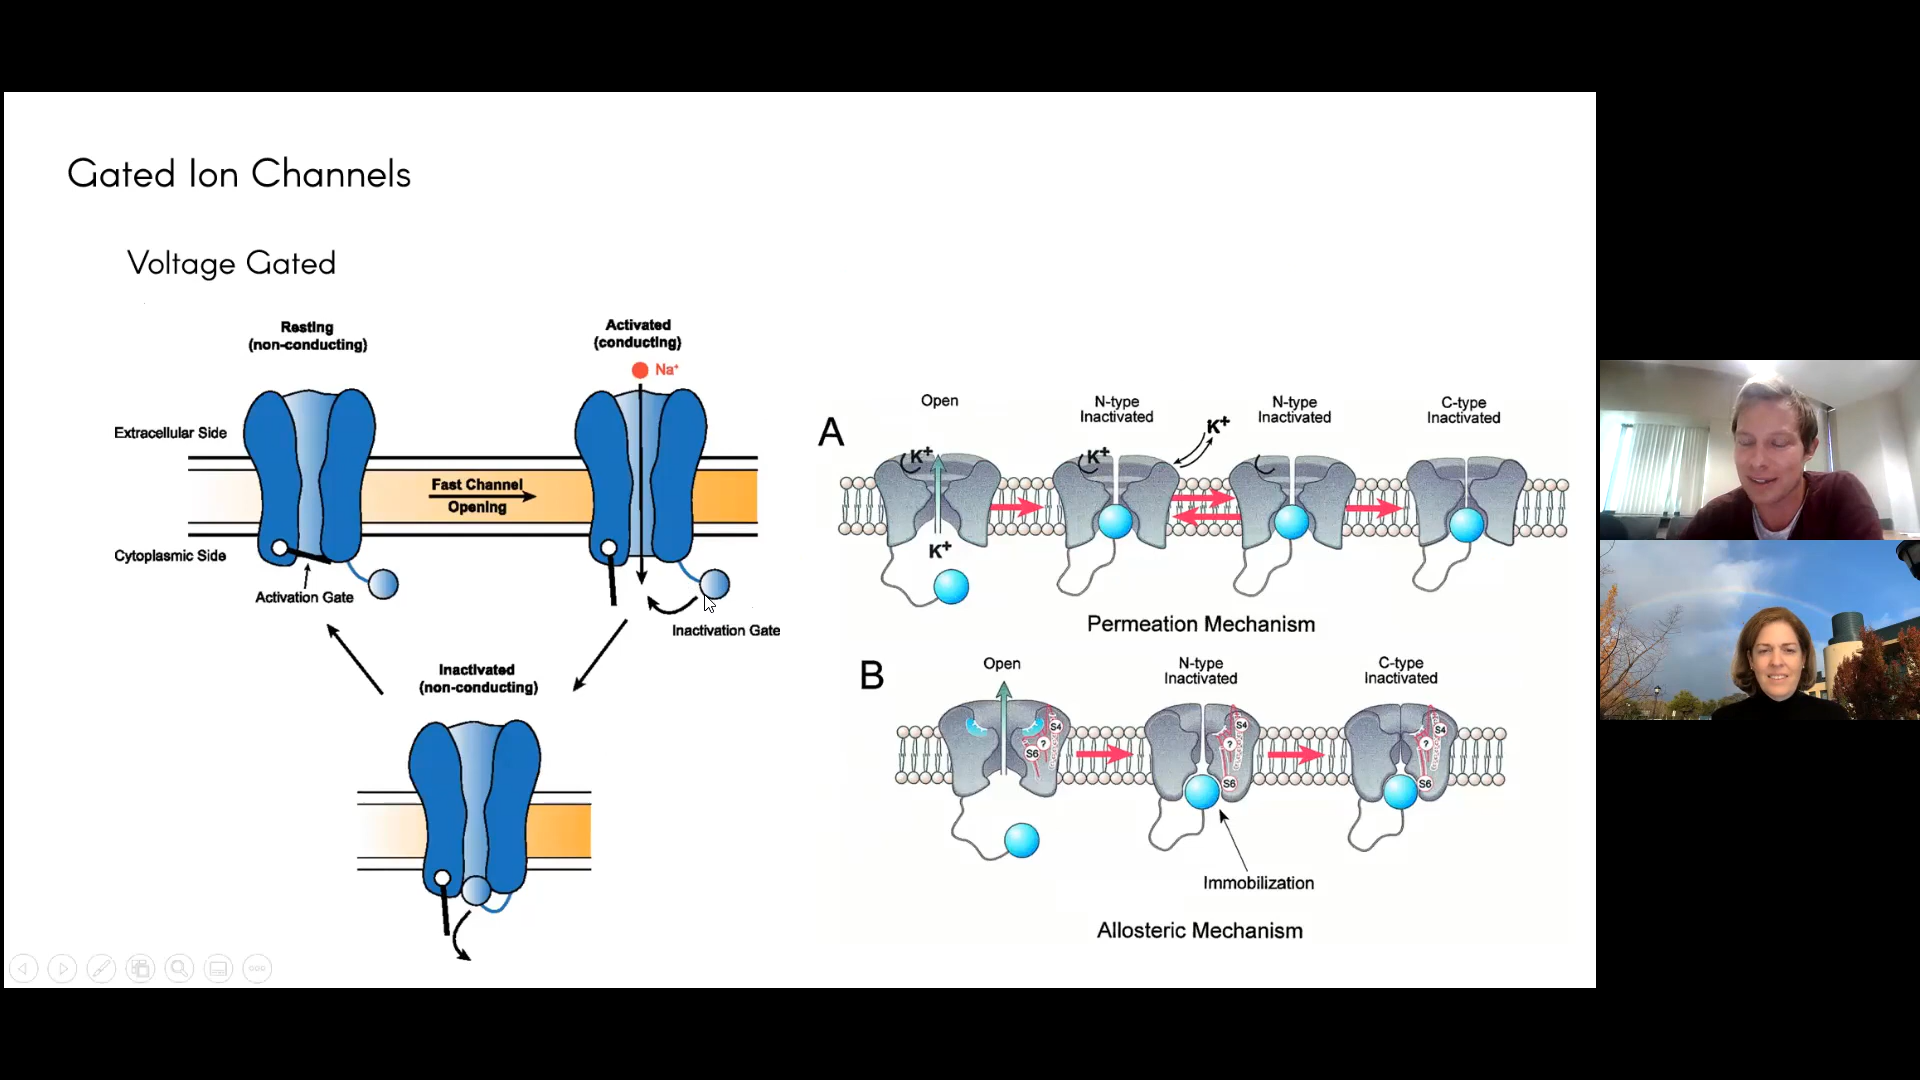 Gated Ion Channels
Voltage Gated
Resting
(non-conducting)
Activated
(conducting)
Na⁺
Extracellular Side
Fast Channel
Opening
Cytoplasmic Side
Activation Gate
Inactivation Gate
Inactivated
(non-conducting)
A
Open
N-type
Inactivated
N-type
Inactivated
C-type
Inactivated
K+
K+
K+
K+
Permeation Mechanism
B
Open
N-type
Inactivated
C-type
Inactivated
S4
?
S6
S4
?
S6
S4
?
S6
Immobilization
Allosteric Mechanism